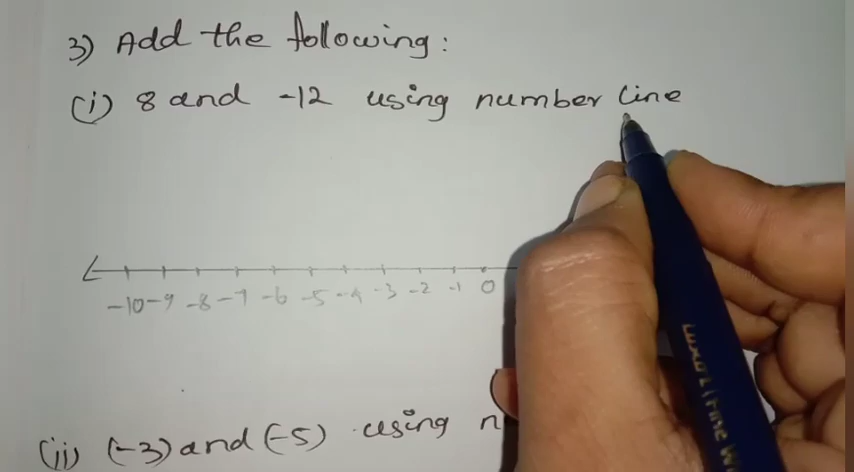 3) Add the following:
(i) 8 and -12 using number line
-10 -9 -8 -7 -6 -5 -4 -3 -2 -1 0
(ii) (-3) and (-5) using n